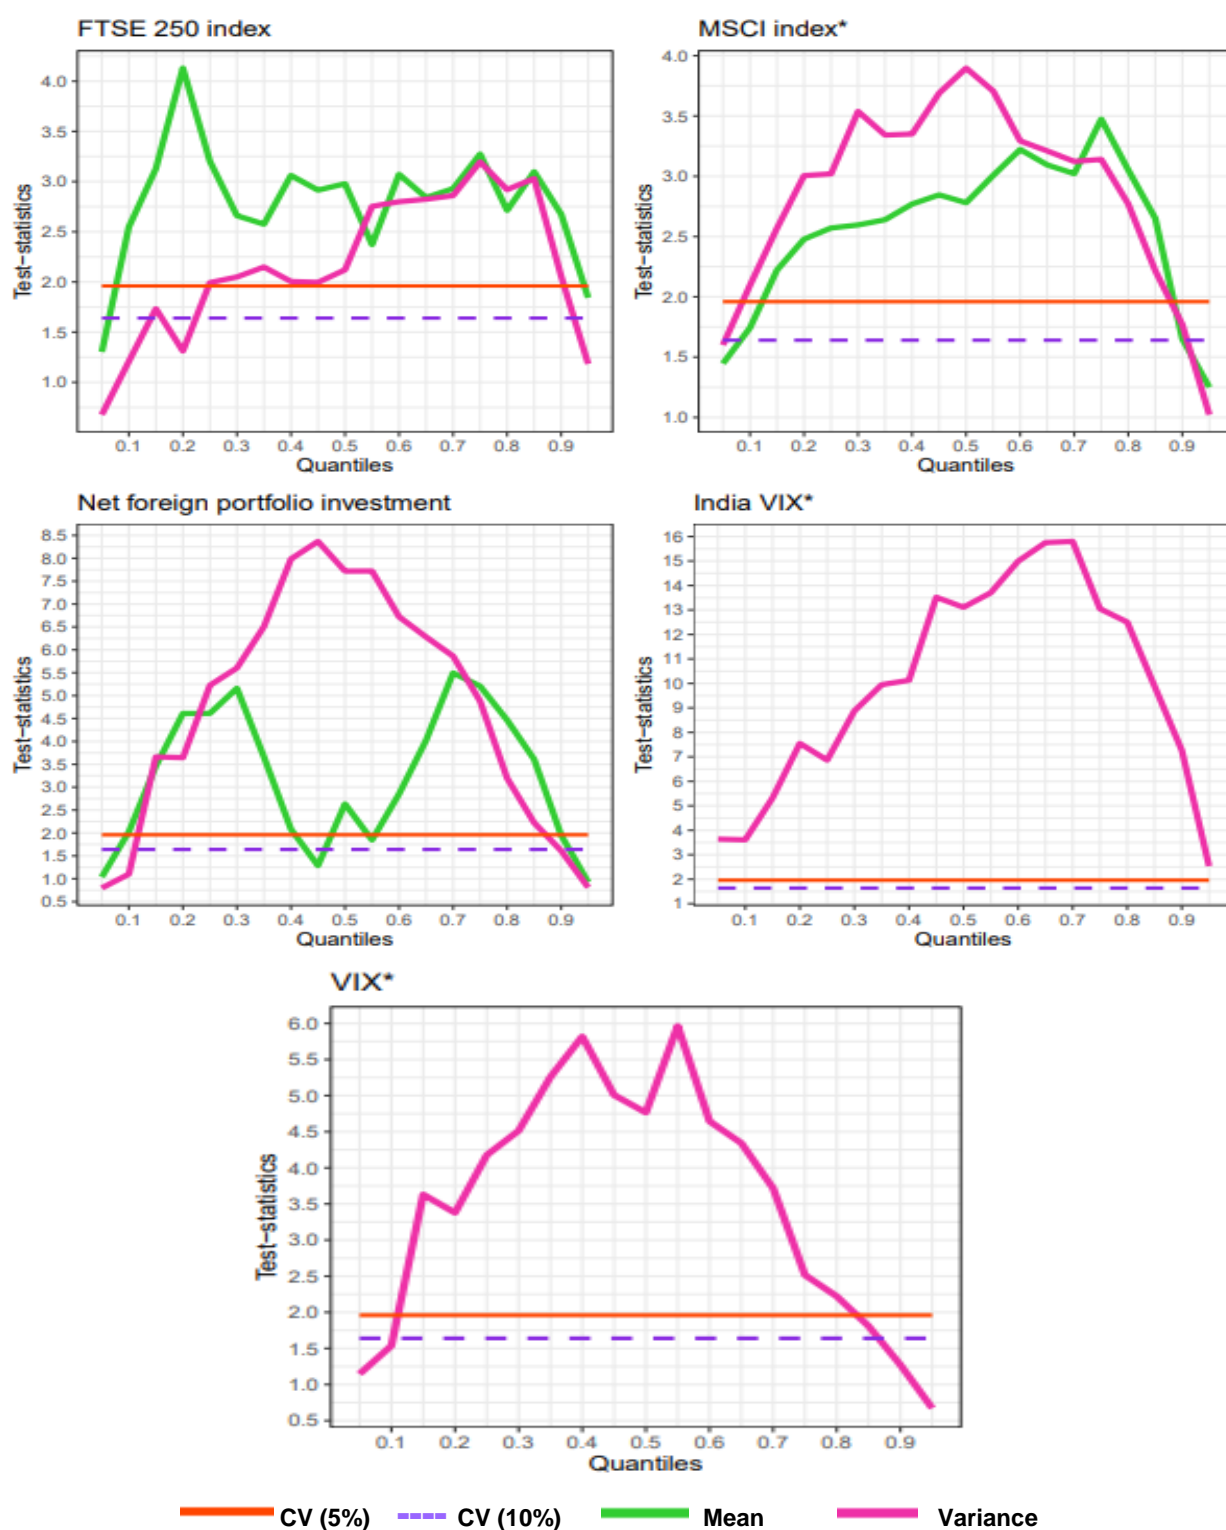 FTSE 250 index
4.0
3.5
3.0
2.5
2.0
1.5
1.0
Test-statistics
0.1 0.2 0.3 0.4 0.5 0.6 0.7 0.8 0.9
Quantiles
MSCI index*
4.0
3.5
3.0
2.5
2.0
1.5
1.0
Test-statistics
0.1 0.2 0.3 0.4 0.5 0.6 0.7 0.8 0.9
Quantiles
Net foreign portfolio investment
8.5
8.0
7.5
7.0
6.5
6.0
5.5
5.0
4.5
4.0
3.5
3.0
2.5
2.0
1.5
1.0
0.5
Test-statistics
0.1 0.2 0.3 0.4 0.5 0.6 0.7 0.8 0.9
Quantiles
India VIX*
16
15
14
13
12
11
10
9
8
7
6
5
4
3
2
1
Test-statistics
0.1 0.2 0.3 0.4 0.5 0.6 0.7 0.8 0.9
Quantiles
VIX*
6.0
5.5
5.0
4.5
4.0
3.5
3.0
2.5
2.0
1.5
1.0
0.5
Test-statistics
0.1 0.2 0.3 0.4 0.5 0.6 0.7 0.8 0.9
Quantiles
CV (5%) CV (10%) Mean Variance